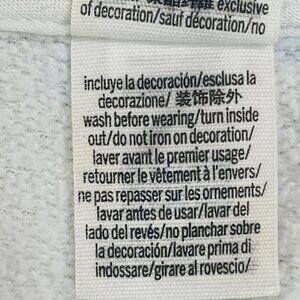 exclusive
of decoration/sauf décoration/no
incluye la decoración/esclusa la
decorazione/ 装饰除外
wash before wearing/turn inside
out/do not iron on decoration/
laver avant le premier usage/
retourner le vêtement à l'envers/
ne pas repasser sur les ornements/
lavar antes de usar/lavar del
lado del revés/no planchar sobre
la decoración/lavare prima di
indossare/girare al rovescio/